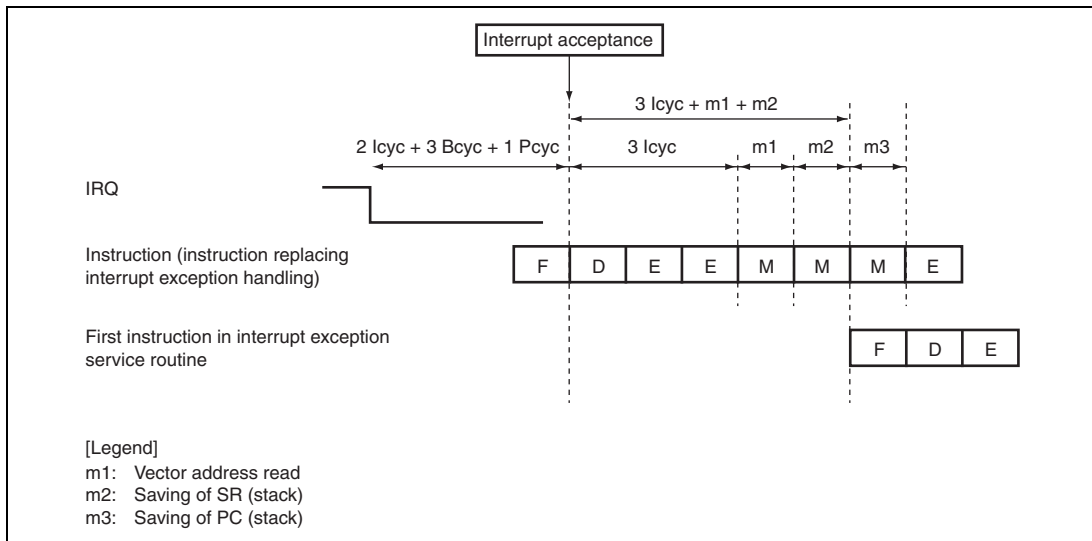 Interrupt acceptance
3 Icyc + m1 + m2
2 Icyc + 3 Bcyc + 1 Pcyc
3 Icyc
m1
m2
m3
IRQ
Instruction (instruction replacing
interrupt exception handling)
F D E E M M M E
First instruction in interrupt exception
service routine
F D E
[Legend]
m1: Vector address read
m2: Saving of SR (stack)
m3: Saving of PC (stack)